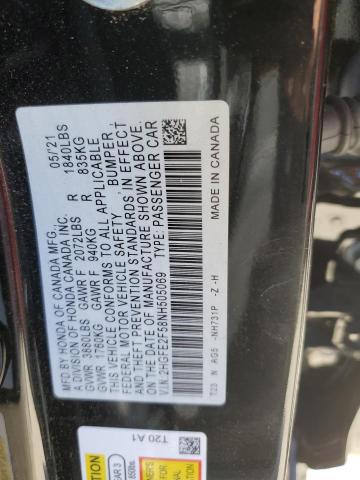 MFD. BY HONDA OF CANADA MFG. 05/21
A DIVISION OF HONDA CANADA INC.
GVWR 3880LBS GAWR F 2072LBS R 1840LBS
GVWR 1760KG GAWR F 940KG R 835KG
THIS VEHICLE CONFORMS TO ALL APPLICABLE
FEDERAL MOTOR VEHICLE SAFETY, BUMPER,
AND THEFT PREVENTION STANDARDS IN EFFECT
ON THE DATE OF MANUFACTURE SHOWN ABOVE.
V.I.N. 2HGFE2F58NH505069 TYPE: PASSENGER CAR
T23 N AG5 -NH731P -Z -H
MADE IN CANADA
T20 A1